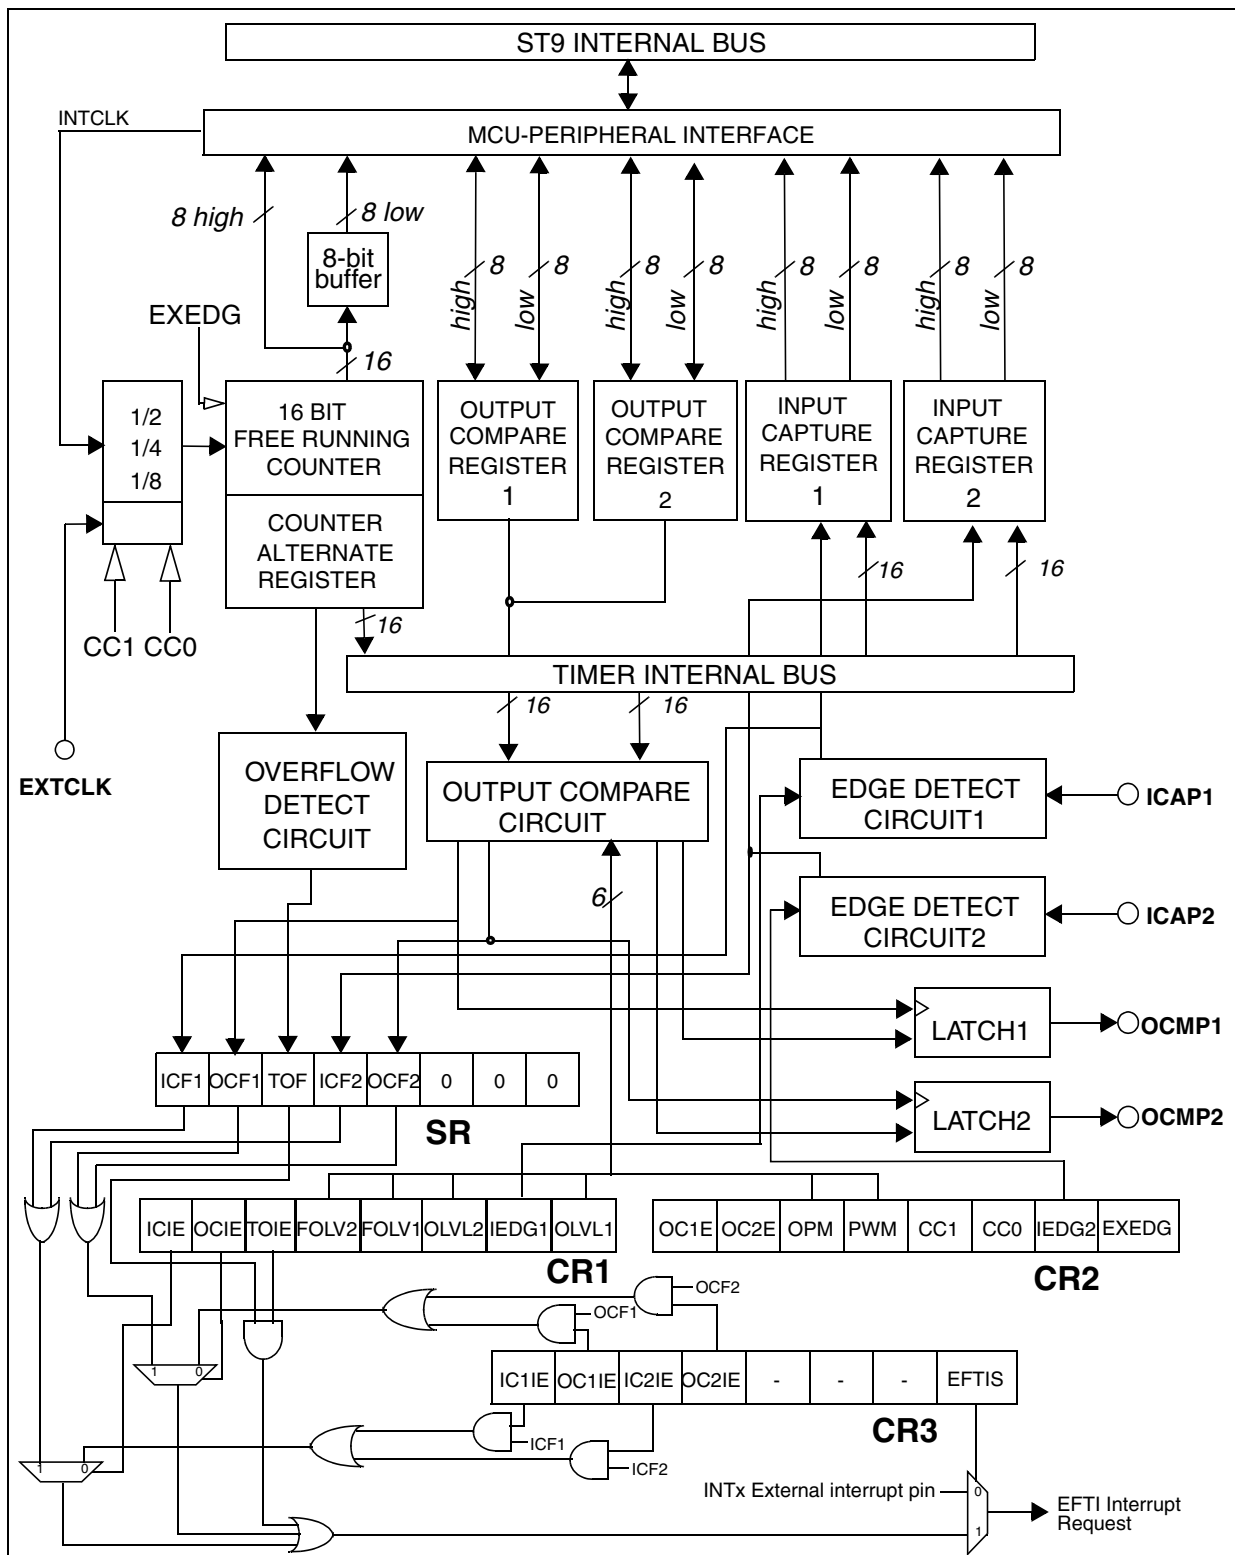 ST9 INTERNAL BUS
INTCLK
MCU-PERIPHERAL INTERFACE
8 high
8 low
8-bit
buffer
high
8
low
8
high
8
low
8
high
8
low
8
high
8
low
8
EXEDG
16
1/2
1/4
1/8
16 BIT
FREE RUNNING
COUNTER
COUNTER
ALTERNATE
REGISTER
OUTPUT
COMPARE
REGISTER
1
OUTPUT
COMPARE
REGISTER
2
INPUT
CAPTURE
REGISTER
1
INPUT
CAPTURE
REGISTER
2
16
16
16
CC1
CC0
TIMER INTERNAL BUS
16
16
EXTCLK
OVERFLOW
DETECT
CIRCUIT
OUTPUT COMPARE
CIRCUIT
EDGE DETECT
CIRCUIT1
ICAP1
6
EDGE DETECT
CIRCUIT2
ICAP2
LATCH1
OCMP1
LATCH2
OCMP2
ICF1 OCF1 TOF ICF2 OCF2 0 0 0
SR
ICIE OCIE TOIE FOLV2 FOLV1 OLVL2 IEDG1 OLVL1
CR1
OC1E OC2E OPM PWM CC1 CC0 IEDG2 EXEDG
CR2
OCF2
OCF1
1 0
IC1IE OC1IE IC2IE OC2IE - - - EFTIS
CR3
ICF1
ICF2
1 0
INTx External interrupt pin
0
1
EFTI Interrupt
Request